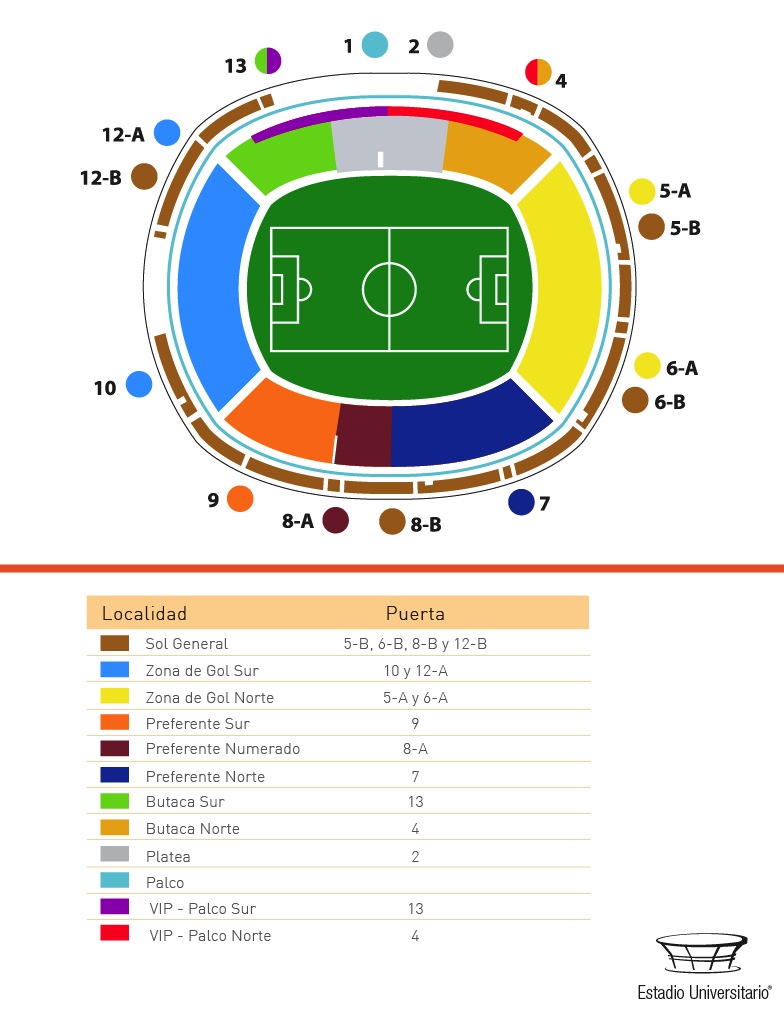 1 2
13 4
12-A
12-B 5-A
5-B
6-A
10 6-B
9 7
8-A 8-B
Localidad Puerta
Sol General 5-B, 6-B, 8-B y 12-B
Zona de Gol Sur 10 y 12-A
Zona de Gol Norte 5-A y 6-A
Preferente Sur 9
Preferente Numerado 8-A
Preferente Norte 7
Butaca Sur 13
Butaca Norte 4
Platea 2
Palco
VIP - Palco Sur 13
VIP - Palco Norte 4
Estadio Universitario®